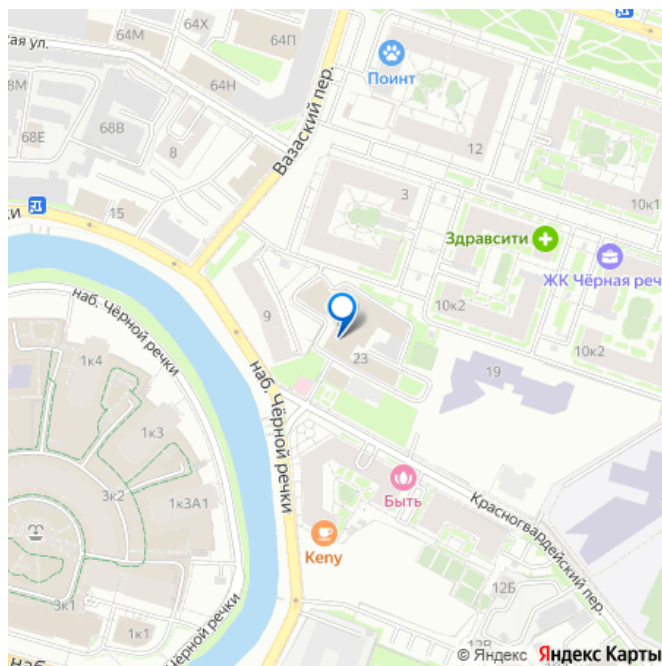 64М
64Х
64П
кая ул.
64Н
Поинт
8М
68Е
68В
8
Вазаский пер.
12
3
10к1
ки
15
Здравсити
ЖК Чёрная реч
наб. Чёрной речки
9
10к2
23
10к2
19
1к4
наб. Чёрной речки
1к3
3к2
1к3А1
Быть
Красногвардейский пер.
Keny
12Б
3к1
1к1
Чёрной речки
наб.
12В
© Яндекс Яндекс Карты